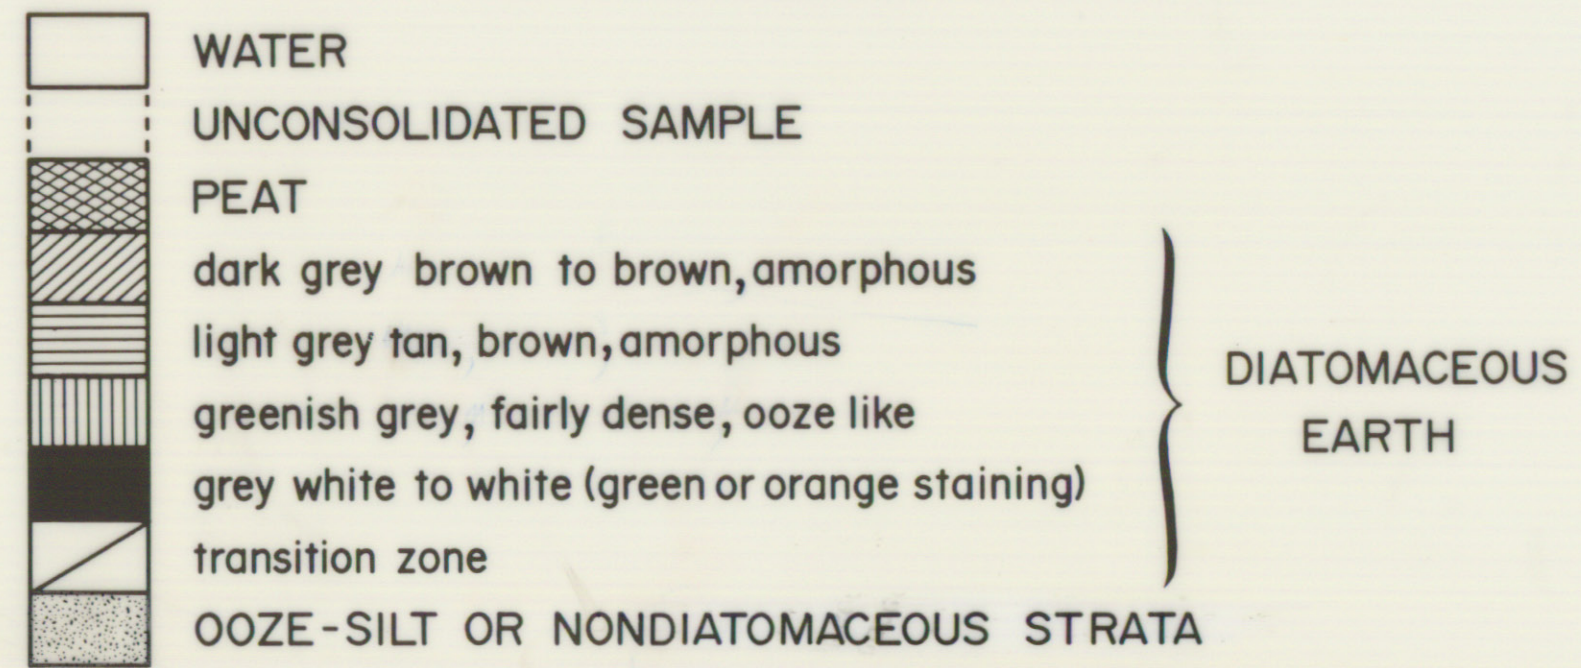 WATER
UNCONSOLIDATED SAMPLE
PEAT
dark grey brown to brown, amorphous
light grey tan, brown, amorphous
greenish grey, fairly dense, ooze like
grey white to white (green or orange staining)
transition zone
DIATOMACEOUS
EARTH
OOZE-SILT OR NONDIATOMACEOUS STRATA